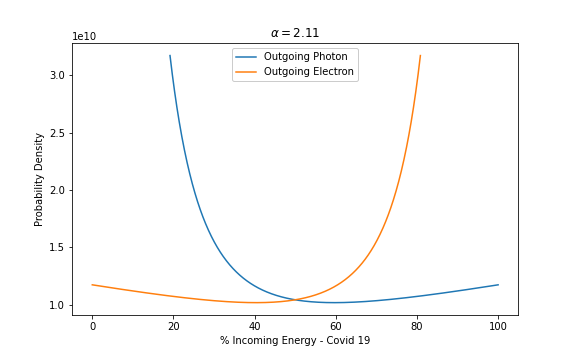 α = 2.11
1e10
Outgoing Photon
Outgoing Electron
3.0
2.5
2.0
1.5
1.0
Probability Density
0 20 40 60 80 100
% Incoming Energy - Covid 19